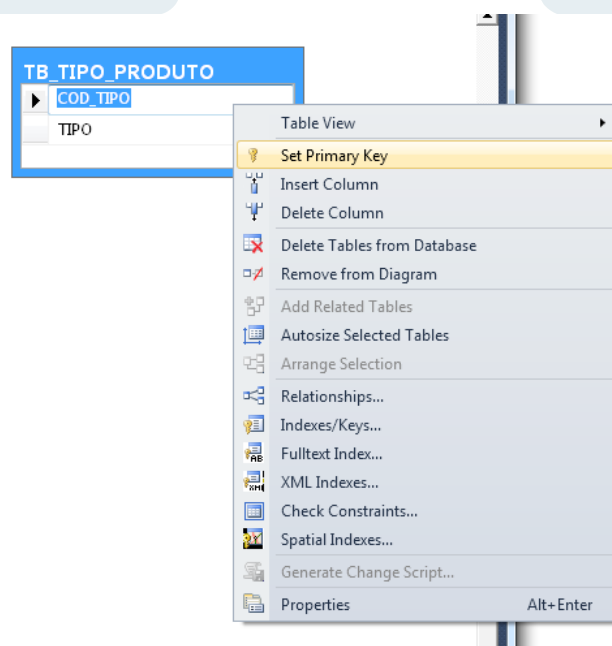 TB_TIPO_PRODUTO
COD_TIPO
TIPO
Table View
Set Primary Key
Insert Column
Delete Column
Delete Tables from Database
Remove from Diagram
Add Related Tables
Autosize Selected Tables
Arrange Selection
Relationships...
Indexes/Keys...
Fulltext Index...
XML Indexes...
Check Constraints...
Spatial Indexes...
Generate Change Script...
Properties Alt+Enter